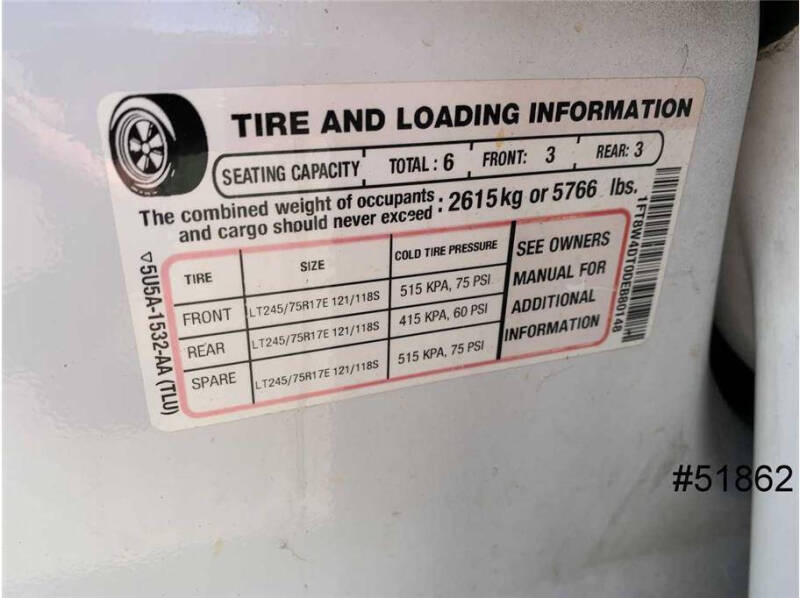 TIRE AND LOADING INFORMATION
SEATING CAPACITY TOTAL : 6 FRONT: 3 REAR: 3
The combined weight of occupants
and cargo should never exceed : 2615kg or 5766 lbs.
TIRE SIZE COLD TIRE PRESSURE
FRONT LT245/75R17E 121/118S 515 KPA, 75 PSI
REAR LT245/75R17E 121/118S 415 KPA, 60 PSI
SPARE LT245/75R17E 121/118S 515 KPA, 75 PSI
SEE OWNERS
MANUAL FOR
ADDITIONAL
INFORMATION
5U5A-1532-AA (TLU)
1FT8W4DT0DEB80148
#51862